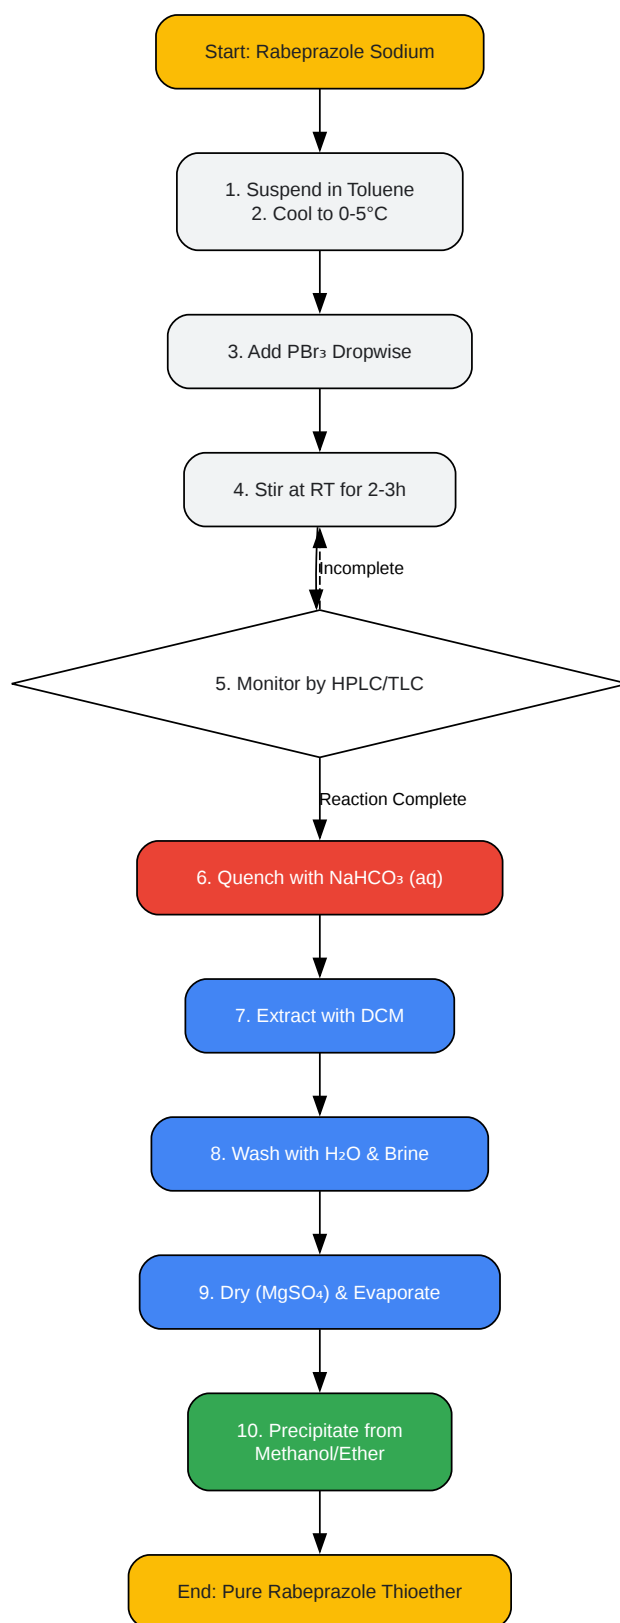 Start: Rabeprazole Sodium
1. Suspend in Toluene
2. Cool to 0-5°C
3. Add PBr₃ Dropwise
4. Stir at RT for 2-3h
Incomplete
5. Monitor by HPLC/TLC
Reaction Complete
6. Quench with NaHCO₃ (aq)
7. Extract with DCM
8. Wash with H₂O & Brine
9. Dry (MgSO₄) & Evaporate
10. Precipitate from
Methanol/Ether
End: Pure Rabeprazole Thioether